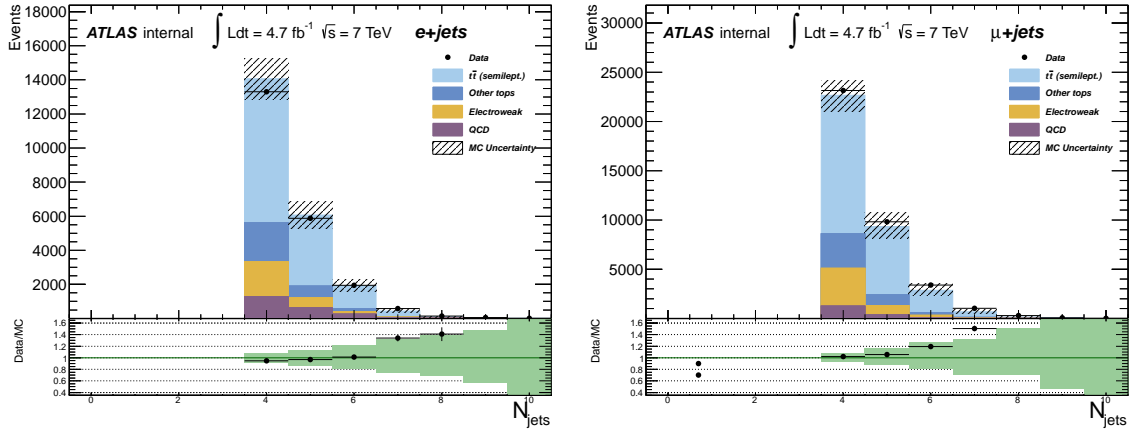 Events
18000
16000
14000
12000
10000
8000
6000
4000
2000
ATLAS internal ∫ Ldt = 4.7 fb⁻¹ √s = 7 TeV e+jets
Data
tt̄ (semilept.)
Other tops
Electroweak
QCD
MC Uncertainty
Data/MC
1.6
1.4
1.2
1
0.8
0.6
0.4
0 2 4 6 8 10
N_jets
Events
30000
25000
20000
15000
10000
5000
ATLAS internal ∫ Ldt = 4.7 fb⁻¹ √s = 7 TeV μ+jets
Data
tt̄ (semilept.)
Other tops
Electroweak
QCD
MC Uncertainty
Data/MC
1.6
1.4
1.2
1
0.8
0.6
0.4
0 2 4 6 8 10
N_jets